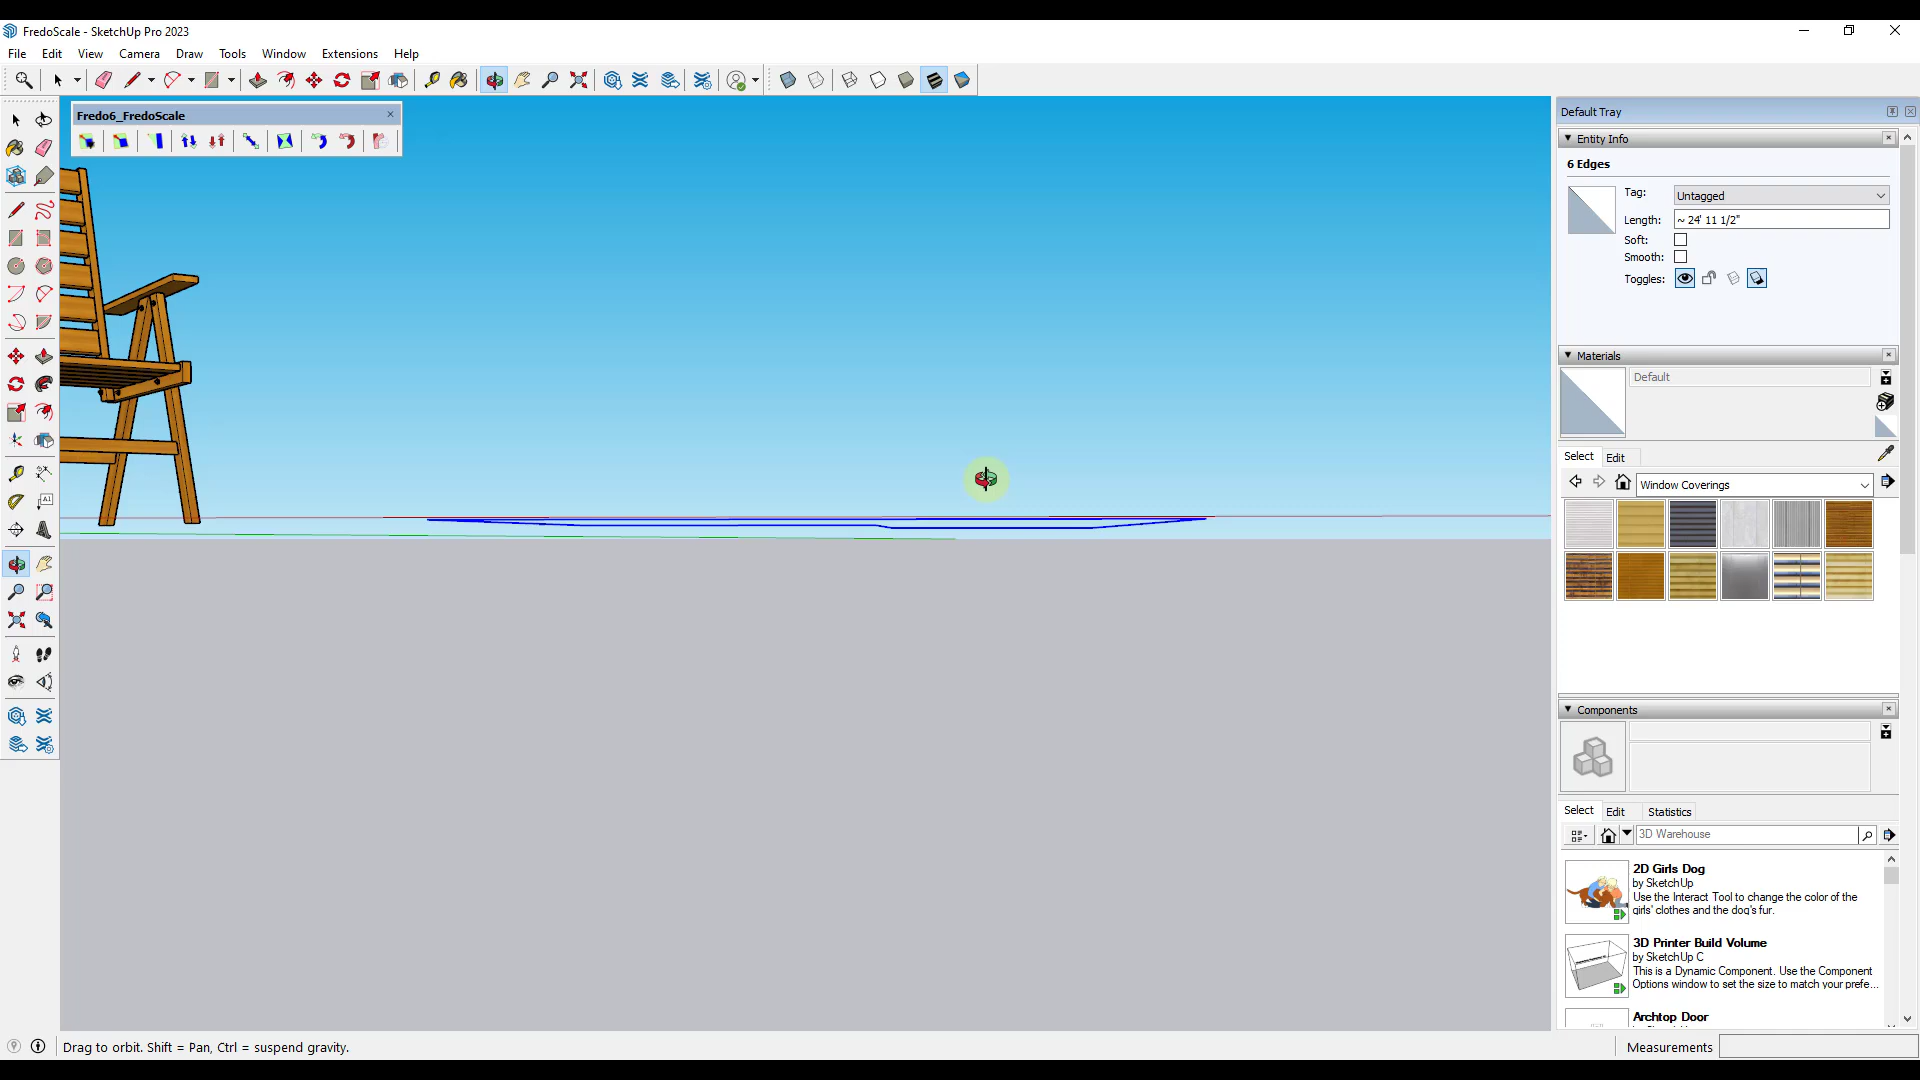 FredoScale - SketchUp Pro 2023
File Edit View Camera Draw Tools Window Extensions Help
Fredo6_FredoScale
Default Tray
Entity Info
6 Edges
Tag: Untagged
Length: ~ 24' 11 1/2"
Soft:
Smooth:
Toggles:
Materials
Default
Select Edit
Window Coverings
Components
Select Edit Statistics
3D Warehouse
2D Girls Dog
by SketchUp
Use the Interact Tool to change the color of the
girls' clothes and the dog's fur.
3D Printer Build Volume
by SketchUp C
This is a Dynamic Component. Use the Component
Options window to set the size to match your prefe...
Archtop Door
Drag to orbit. Shift = Pan, Ctrl = suspend gravity.
Measurements